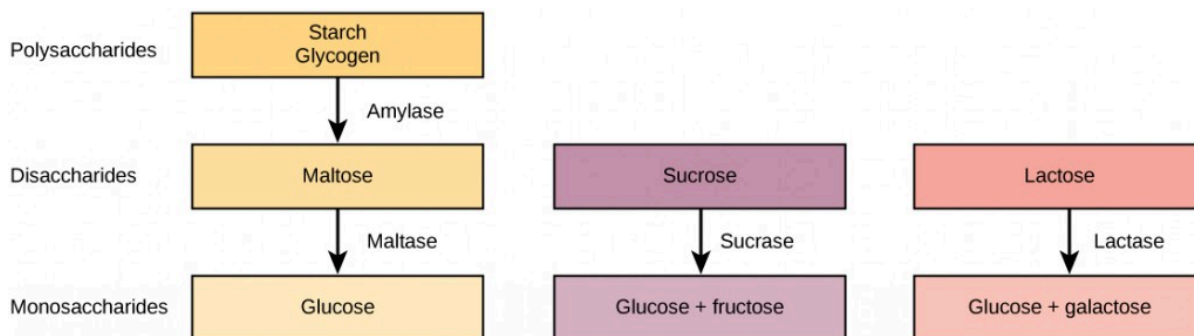 Polysaccharides
Starch
Glycogen
Amylase
Disaccharides
Maltose
Sucrose
Lactose
Maltase
Sucrase
Lactase
Monosaccharides
Glucose
Glucose + fructose
Glucose + galactose